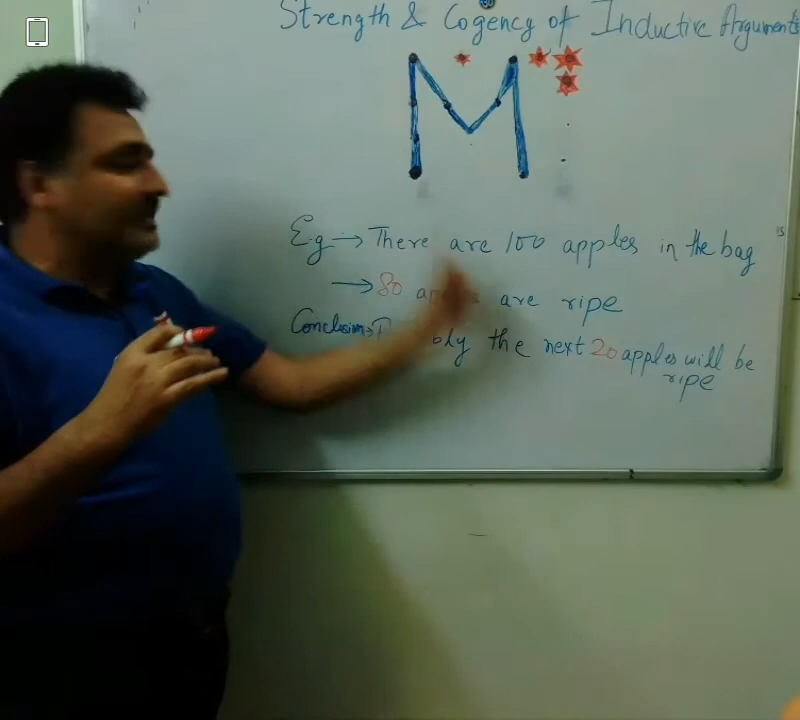 Strength & Cogency of Inductive Arguments
M
E.g → There are 100 apples in the bag
→ 80 are ripe
Conclusion → the next 20 apples will be
ripe